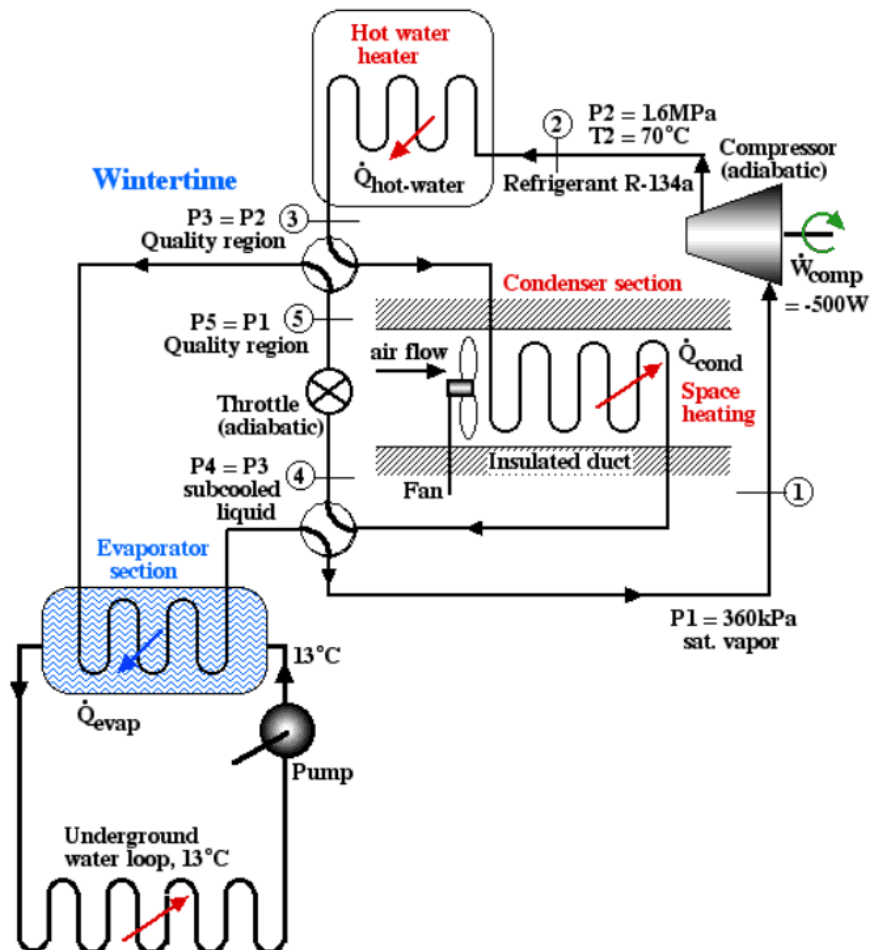 Hot water
heater
P2 = 1.6MPa
T2 = 70°C
2
Compressor
(adiabatic)
Q̇hot-water
Refrigerant R-134a
Wintertime
P3 = P2
Quality region
3
Ẇcomp
= -500W
Condenser section
P5 = P1
Quality region
5
air flow
Q̇cond
Space
heating
Throttle
(adiabatic)
P4 = P3
subcooled
liquid
4
Insulated duct
Fan
1
Evaporator
section
P1 = 360kPa
sat. vapor
13°C
Q̇evap
Pump
Underground
water loop, 13°C